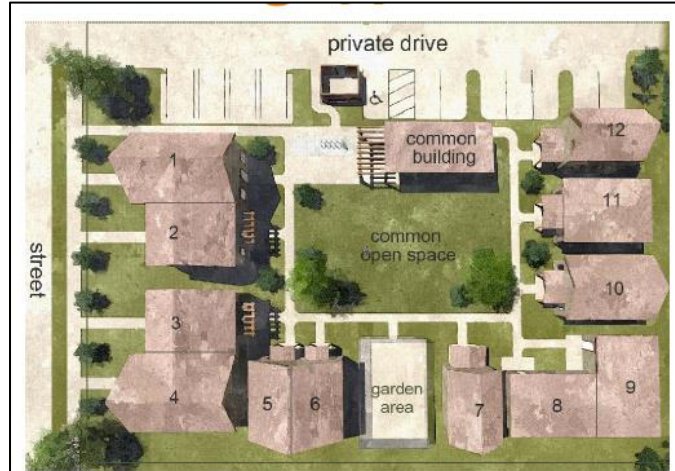 private drive
common
building
12
1
11
2
common
open space
street
10
3
4
5
6
garden
area
7
8
9